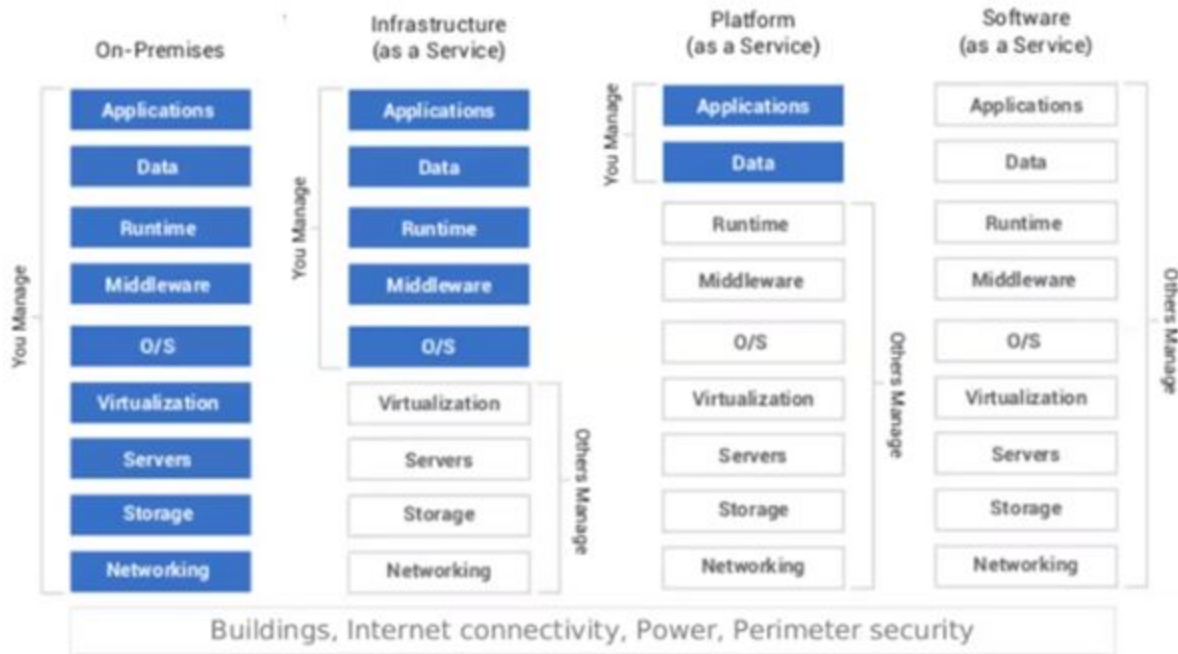 On-Premises
Infrastructure
(as a Service)
Platform
(as a Service)
Software
(as a Service)
You Manage
Applications
Data
Runtime
Middleware
O/S
Virtualization
Servers
Storage
Networking
You Manage
Applications
Data
Runtime
Middleware
O/S
Virtualization
Servers
Storage
Networking
Others Manage
You Manage
Applications
Data
Runtime
Middleware
O/S
Virtualization
Servers
Storage
Networking
Others Manage
Applications
Data
Runtime
Middleware
O/S
Virtualization
Servers
Storage
Networking
Others Manage
Buildings, Internet connectivity, Power, Perimeter security